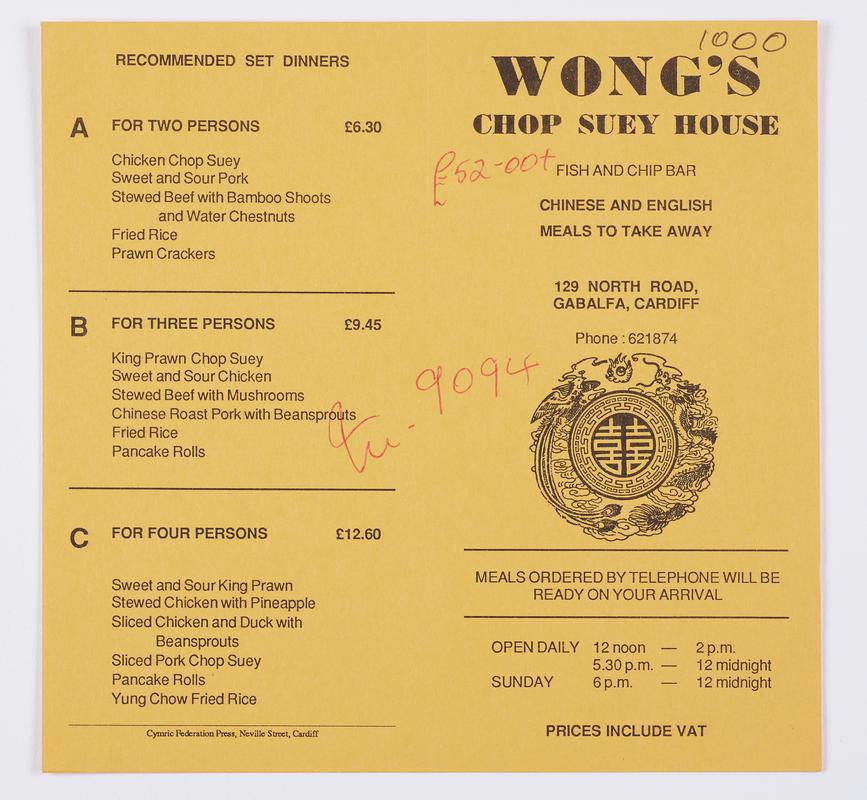 RECOMMENDED SET DINNERS
A FOR TWO PERSONS £6.30
Chicken Chop Suey
Sweet and Sour Pork
Stewed Beef with Bamboo Shoots
and Water Chestnuts
Fried Rice
Prawn Crackers
B FOR THREE PERSONS £9.45
King Prawn Chop Suey
Sweet and Sour Chicken
Stewed Beef with Mushrooms
Chinese Roast Pork with Beansprouts
Fried Rice
Pancake Rolls
C FOR FOUR PERSONS £12.60
Sweet and Sour King Prawn
Stewed Chicken with Pineapple
Sliced Chicken and Duck with
Beansprouts
Sliced Pork Chop Suey
Pancake Rolls
Yung Chow Fried Rice
Cymric Federation Press, Neville Street, Cardiff
1000
WONG'S
CHOP SUEY HOUSE
£52-00+
FISH AND CHIP BAR
CHINESE AND ENGLISH
MEALS TO TAKE AWAY
129 NORTH ROAD,
GABALFA, CARDIFF
Phone : 621874
9094
囍
MEALS ORDERED BY TELEPHONE WILL BE
READY ON YOUR ARRIVAL
OPEN DAILY 12 noon — 2 p.m.
5.30 p.m. — 12 midnight
SUNDAY 6 p.m. — 12 midnight
PRICES INCLUDE VAT